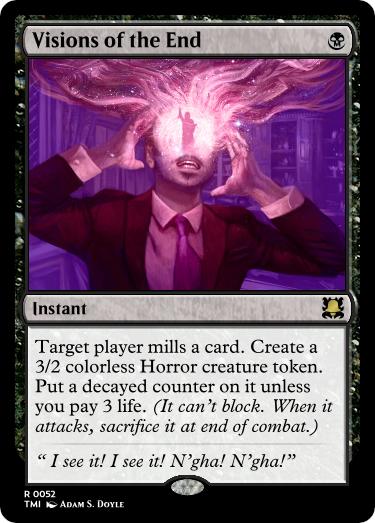 Visions of the End
Instant
Target player mills a card. Create a
3/2 colorless Horror creature token.
Put a decayed counter on it unless
you pay 3 life. (It can't block. When it
attacks, sacrifice it at end of combat.)
“ I see it! I see it! N'gha! N'gha!”
R 0052
TMI Adam S. Doyle